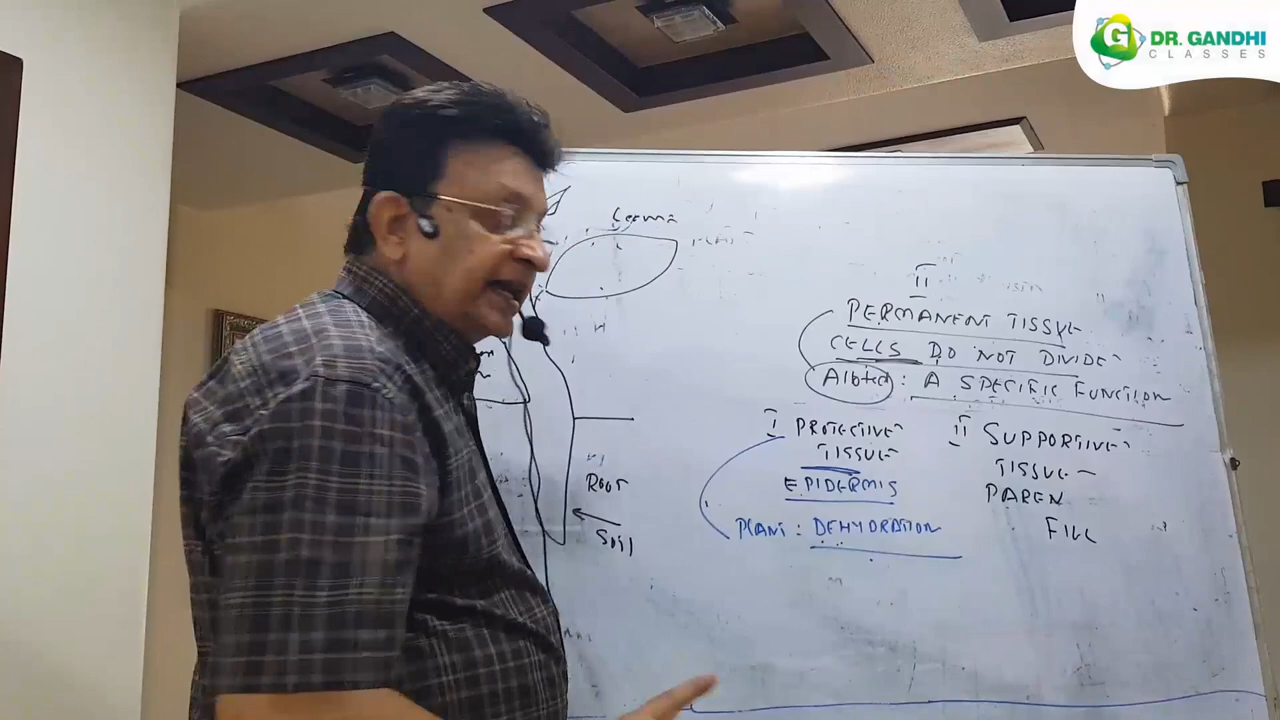 G DR. GANDHI
CLASSES
II
PERMANENT TISSUE
CELLS DO NOT DIVIDE
Aloted : A SPECIFIC FUNCTION
I PROTECTIVE
TISSUE
EPIDERMIS
PLANT : DEHYDRATION
II SUPPORTIVE
TISSUE
PAREN
FILL
ROOT
SOIL